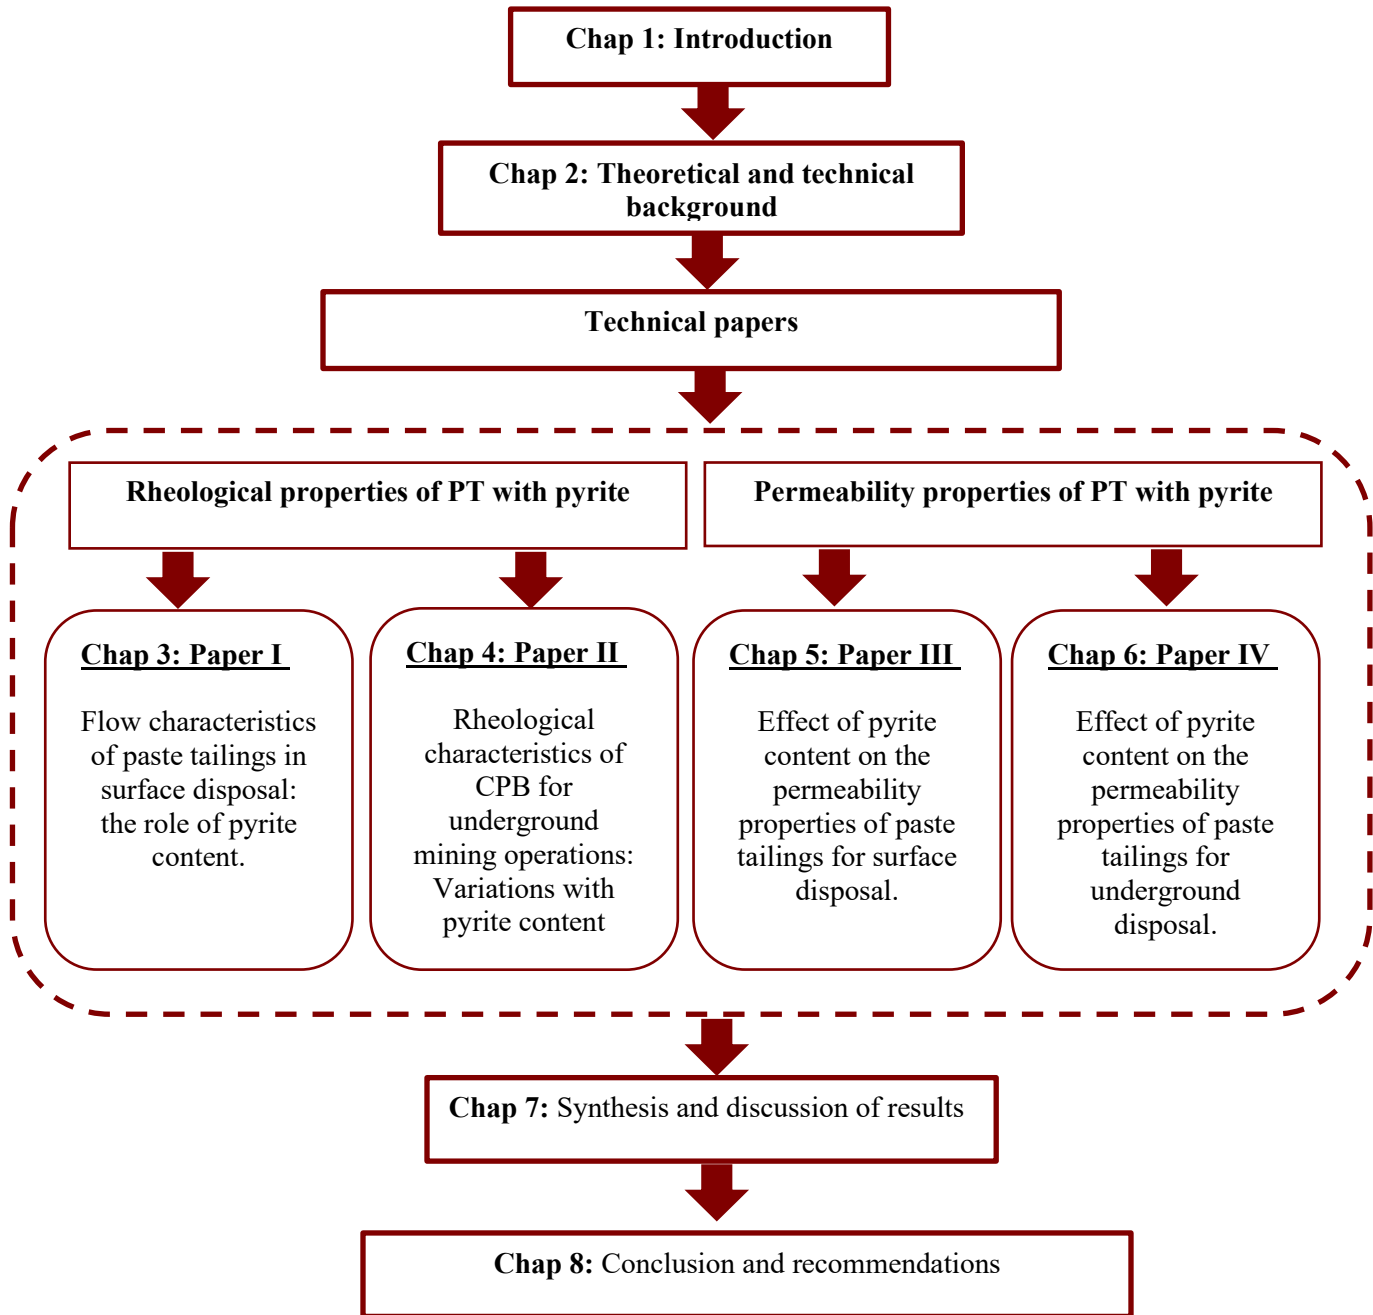 Chap 1: Introduction
Chap 2: Theoretical and technical
background
Technical papers
Rheological properties of PT with pyrite
Permeability properties of PT with pyrite
Chap 3: Paper I
Flow characteristics
of paste tailings in
surface disposal:
the role of pyrite
content.
Chap 4: Paper II
Rheological
characteristics of
CPB for
underground
mining operations:
Variations with
pyrite content
Chap 5: Paper III
Effect of pyrite
content on the
permeability
properties of paste
tailings for surface
disposal.
Chap 6: Paper IV
Effect of pyrite
content on the
permeability
properties of paste
tailings for
underground
disposal.
Chap 7: Synthesis and discussion of results
Chap 8: Conclusion and recommendations